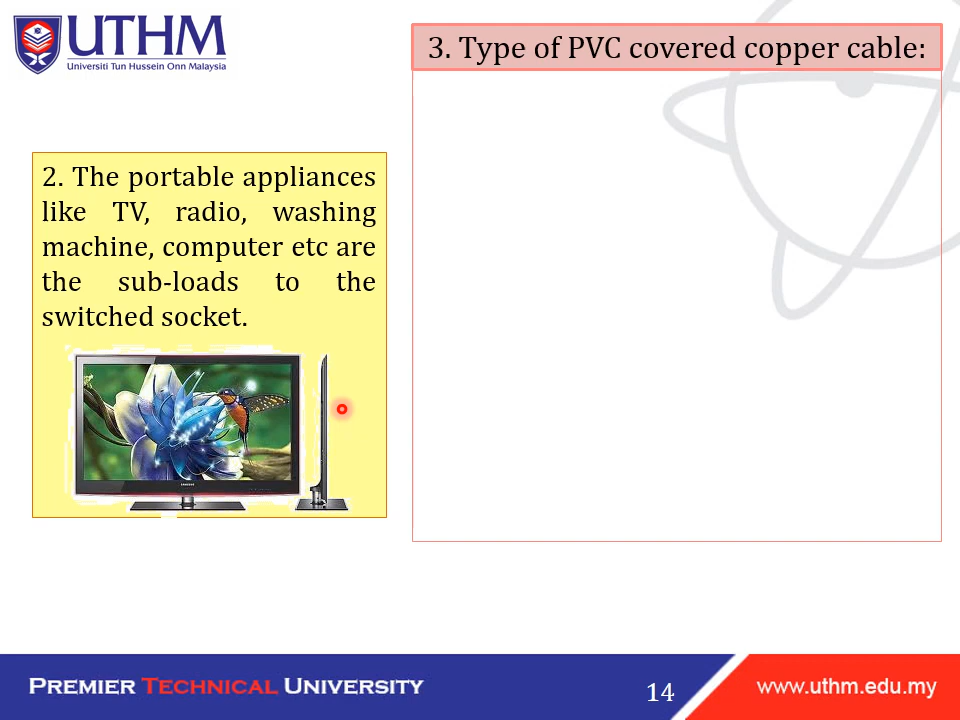 UTHM
Universiti Tun Hussein Onn Malaysia
3. Type of PVC covered copper cable:
2. The portable appliances
like TV, radio, washing
machine, computer etc are
the sub-loads to the
switched socket.
SAMSUNG
PREMIER TECHNICAL UNIVERSITY
14
www.uthm.edu.my